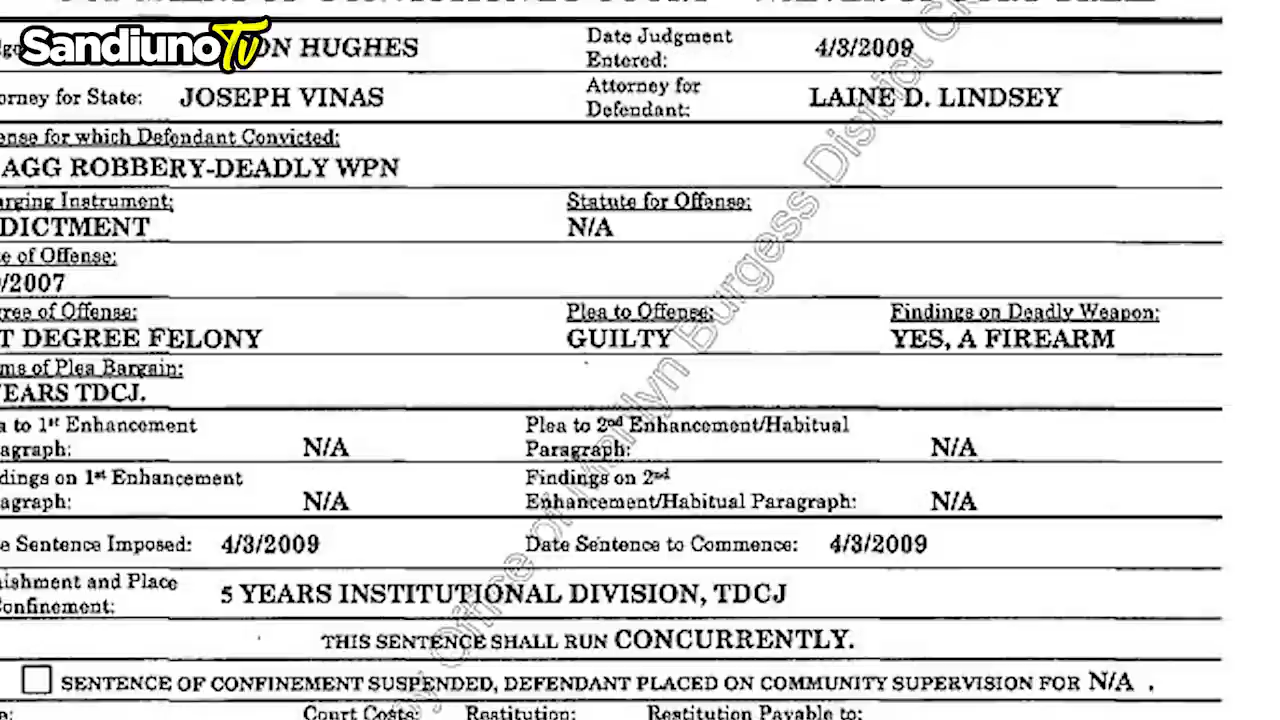 SandiunoTv
ON HUGHES
Date Judgment
Entered:
4/3/2009
orney for State:
JOSEPH VINAS
Attorney for
Defendant:
LAINE D. LINDSEY
ense for which Defendant Convicted:
AGG ROBBERY-DEADLY WPN
arging Instrument:
Statute for Offense:
DICTMENT
N/A
e of Offense:
/2007
ree of Offense:
Plea to Offense:
Findings on Deadly Weapon:
T DEGREE FELONY
GUILTY
YES, A FIREARM
ms of Plea Bargain:
EARS TDCJ.
a to 1st Enhancement
agraph:
N/A
Plea to 2nd Enhancement/Habitual
Paragraph:
N/A
dings on 1st Enhancement
agraph:
N/A
Findings on 2nd
Enhancement/Habitual Paragraph:
N/A
e Sentence Imposed:
4/3/2009
Date Sentence to Commence:
4/3/2009
ishment and Place
Confinement:
5 YEARS INSTITUTIONAL DIVISION, TDCJ
THIS SENTENCE SHALL RUN CONCURRENTLY.
SENTENCE OF CONFINEMENT SUSPENDED, DEFENDANT PLACED ON COMMUNITY SUPERVISION FOR N/A .
Court Costs:
Restitution:
Restitution Payable to:
Office of Marilyn Burgess District